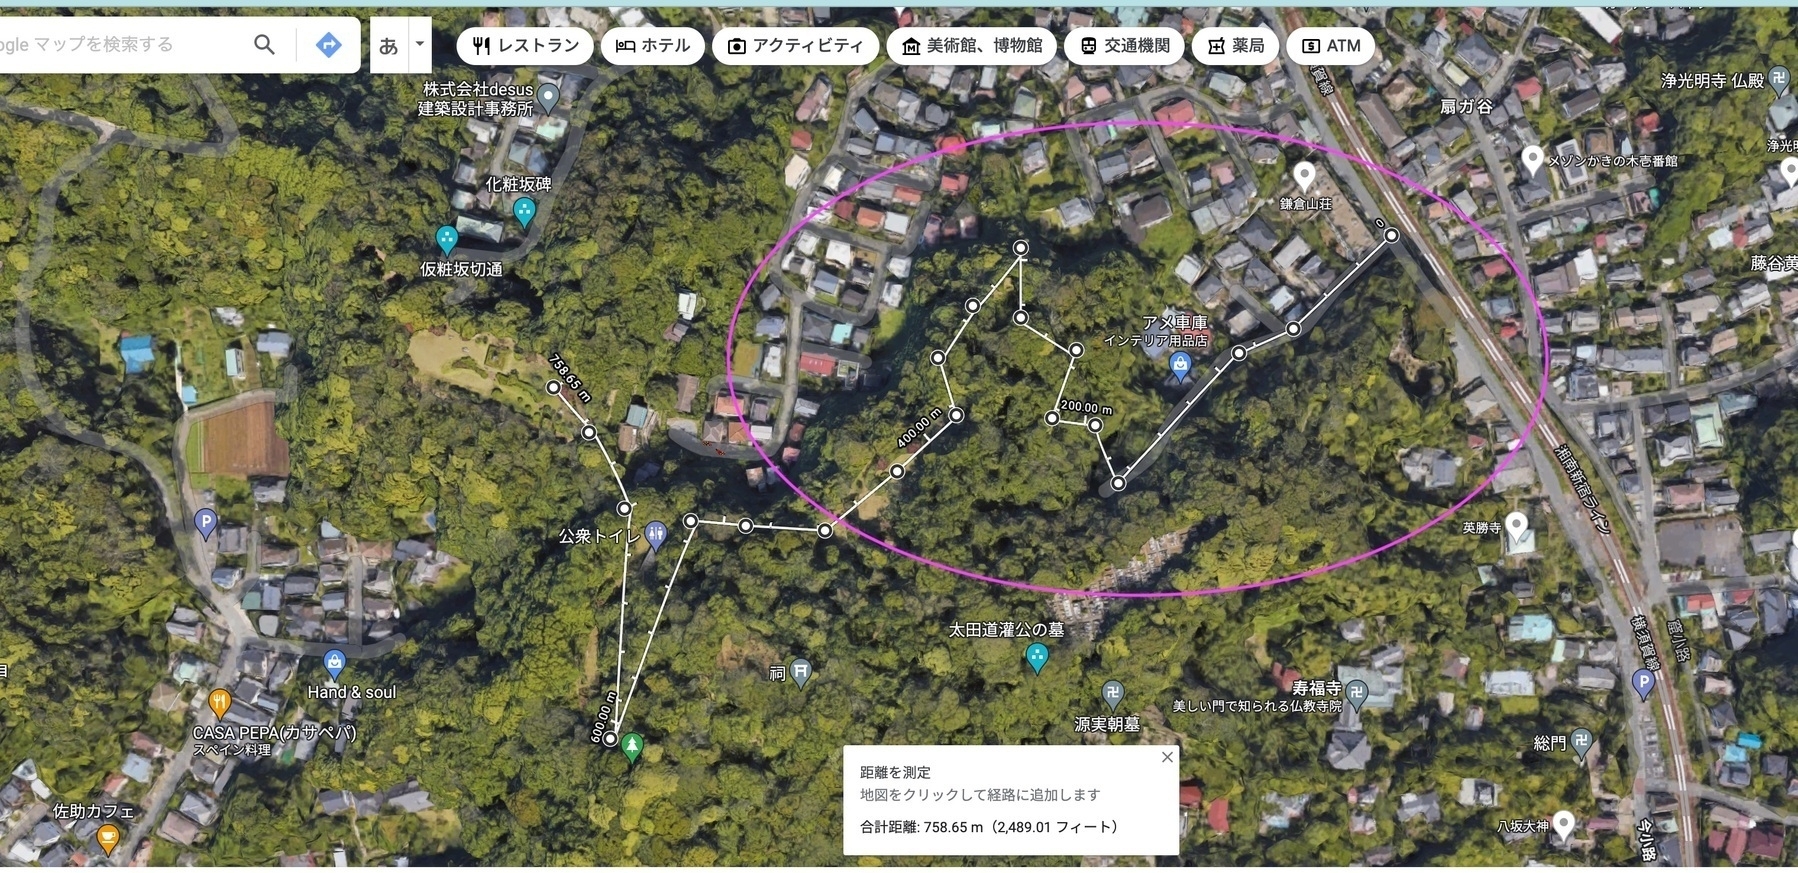 ogle マップを検索する
あ
レストラン
ホテル
アクティビティ
美術館、博物館
交通機関
薬局
ATM
株式会社desus
建築設計事務所
扇ガ谷
浄光明寺 仏殿
メゾンかきの木壱番館
浄光明
化粧坂碑
鎌倉山荘
0
仮粧坂切通
藤谷黄
アメ車庫
インテリア用品店
758.65 m
200.00 m
400.00 m
湘南新宿ライン
P
公衆トイレ
英勝寺
太田道灌公の墓
横須賀線
窟小路
祠
Hand & soul
寿福寺
美しい門で知られる仏教寺院
P
600.00 m
源実朝墓
CASA PEPA(カサペパ)
スペイン料理
総門
距離を測定
地図をクリックして経路に追加します
合計距離: 758.65 m（2,489.01 フィート）
佐助カフェ
八坂大神
今小路